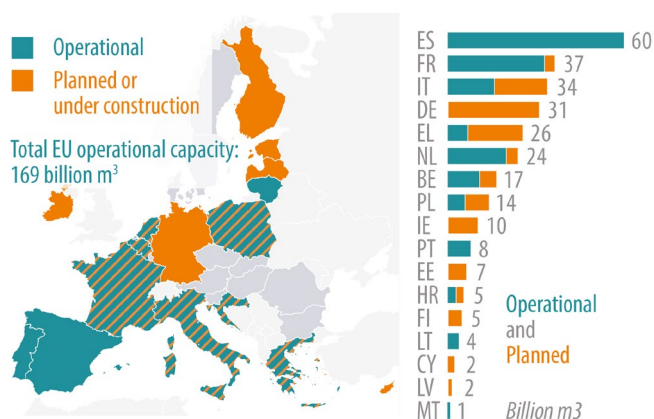 Operational
Planned or
under construction
Total EU operational capacity:
169 billion m³
ES 60
FR 37
IT 34
DE 31
EL 26
NL 24
BE 17
PL 14
IE 10
PT 8
EE 7
HR 5
FI 5
LT 4
CY 2
LV 2
MT 1
Operational
and
Planned
Billion m3